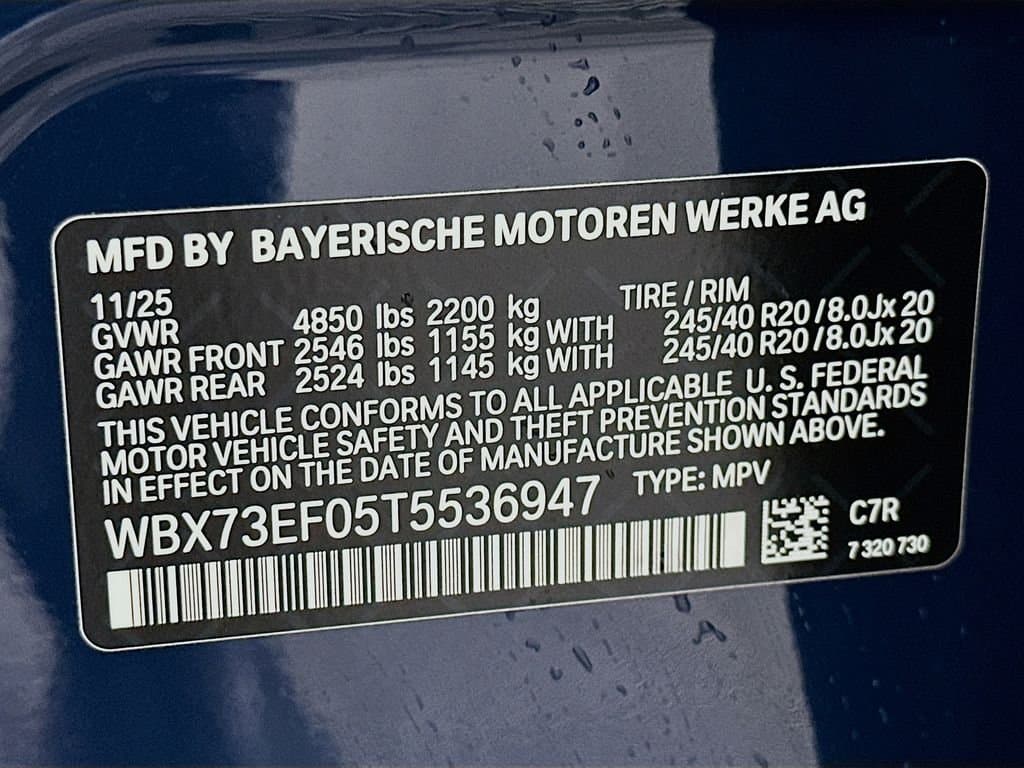 MFD BY BAYERISCHE MOTOREN WERKE AG
11/25 TIRE / RIM
GVWR 4850 lbs 2200 kg
GAWR FRONT 2546 lbs 1155 kg WITH 245/40 R20 /8.0Jx 20
GAWR REAR 2524 lbs 1145 kg WITH 245/40 R20 /8.0Jx 20
THIS VEHICLE CONFORMS TO ALL APPLICABLE U. S. FEDERAL
MOTOR VEHICLE SAFETY AND THEFT PREVENTION STANDARDS
IN EFFECT ON THE DATE OF MANUFACTURE SHOWN ABOVE.
WBX73EF05T5536947 TYPE: MPV
C7R
7 320 730